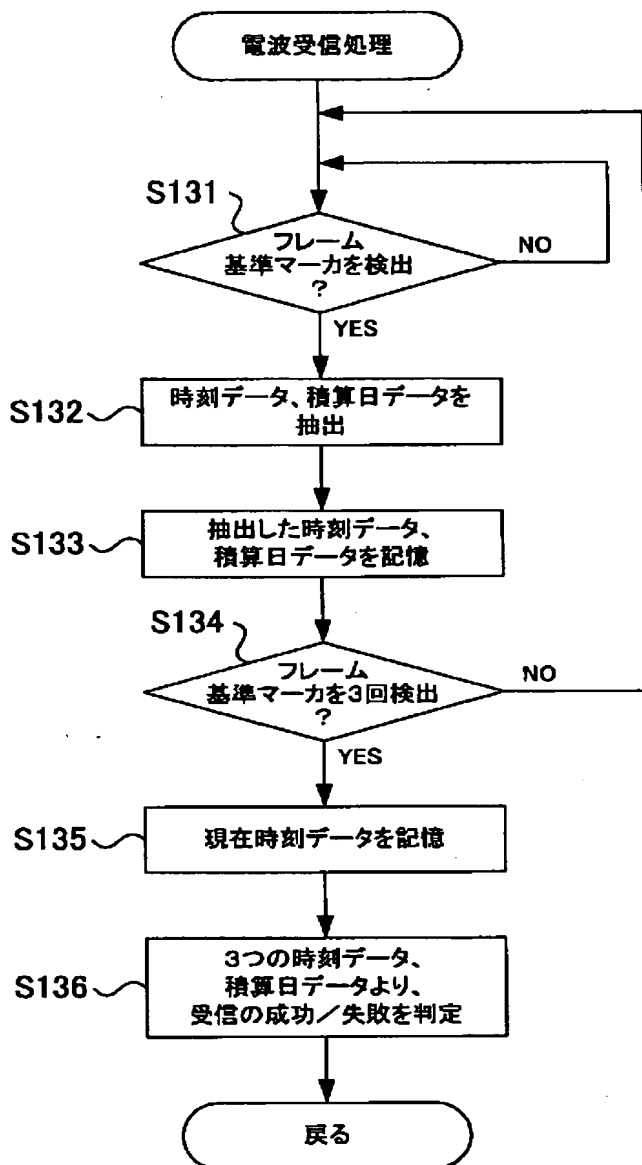 電波受信処理
S131
フレーム
基準マーカを検出
?
NO
YES
S132
時刻データ、積算日データを
抽出
S133
抽出した時刻データ、
積算日データを記憶
S134
フレーム
基準マーカを3回検出
?
NO
YES
S135
現在時刻データを記憶
S136
3つの時刻データ、
積算日データより、
受信の成功/失敗を判定
戻る